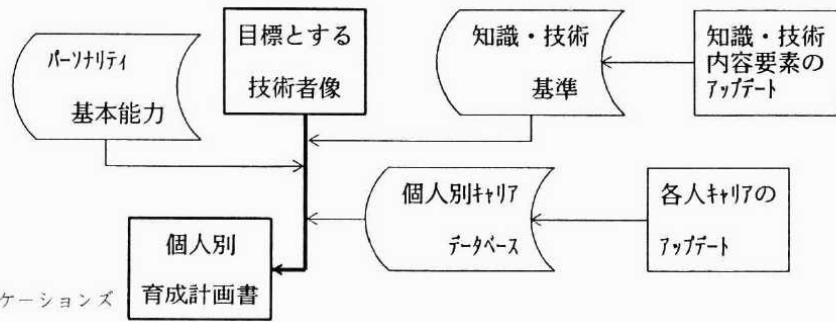 目標とする
技術者像
パーソナリティ
基本能力
知識・技術
基準
知識・技術
内容要素の
アップデート
個人別キャリア
データベース
各人キャリアの
アップデート
個人別
育成計画書
ケーションズ